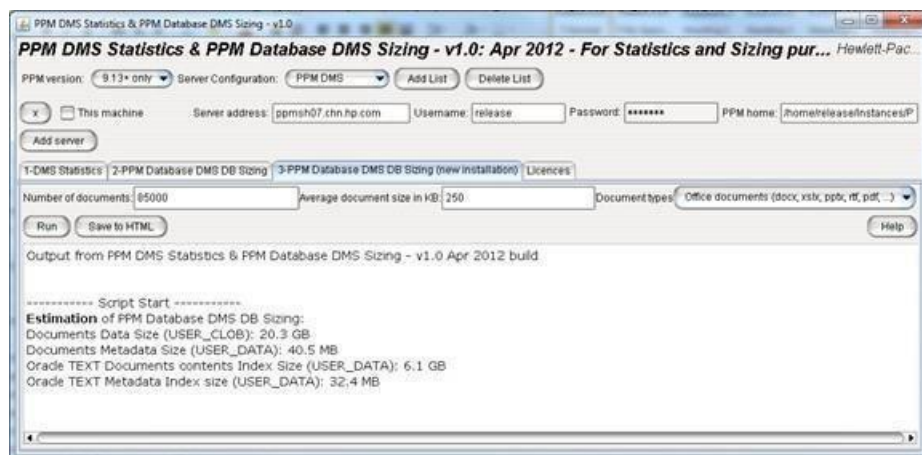 PPM DMS Statistics & PPM Database DMS Sizing - v1.0
PPM DMS Statistics & PPM Database DMS Sizing - v1.0: Apr 2012 - For Statistics and Sizing pur... Hewlett-Pac...
PPM version: 9.13+ only Server Configuration: PPM DMS Add List Delete List
x This machine Server address: ppmsh07.chn.hp.com Username: release Password: ******* PPM home: /home/release/instances/P
Add server
1-DMS Statistics 2-PPM Database DMS DB Sizing 3-PPM Database DMS DB Sizing (new installation) Licences
Number of documents: 85000 Average document size in KB: 250 Document types Office documents (docx, xslx, pptx, rtf, pdf, ...)
Run Save to HTML Help
Output from PPM DMS Statistics & PPM Database DMS Sizing - v1.0 Apr 2012 build
----------- Script Start -----------
Estimation of PPM Database DMS DB Sizing:
Documents Data Size (USER_CLOB): 20.3 GB
Documents Metadata Size (USER_DATA): 40.5 MB
Oracle TEXT Documents contents Index Size (USER_DATA): 6.1 GB
Oracle TEXT Metadata Index size (USER_DATA): 32.4 MB